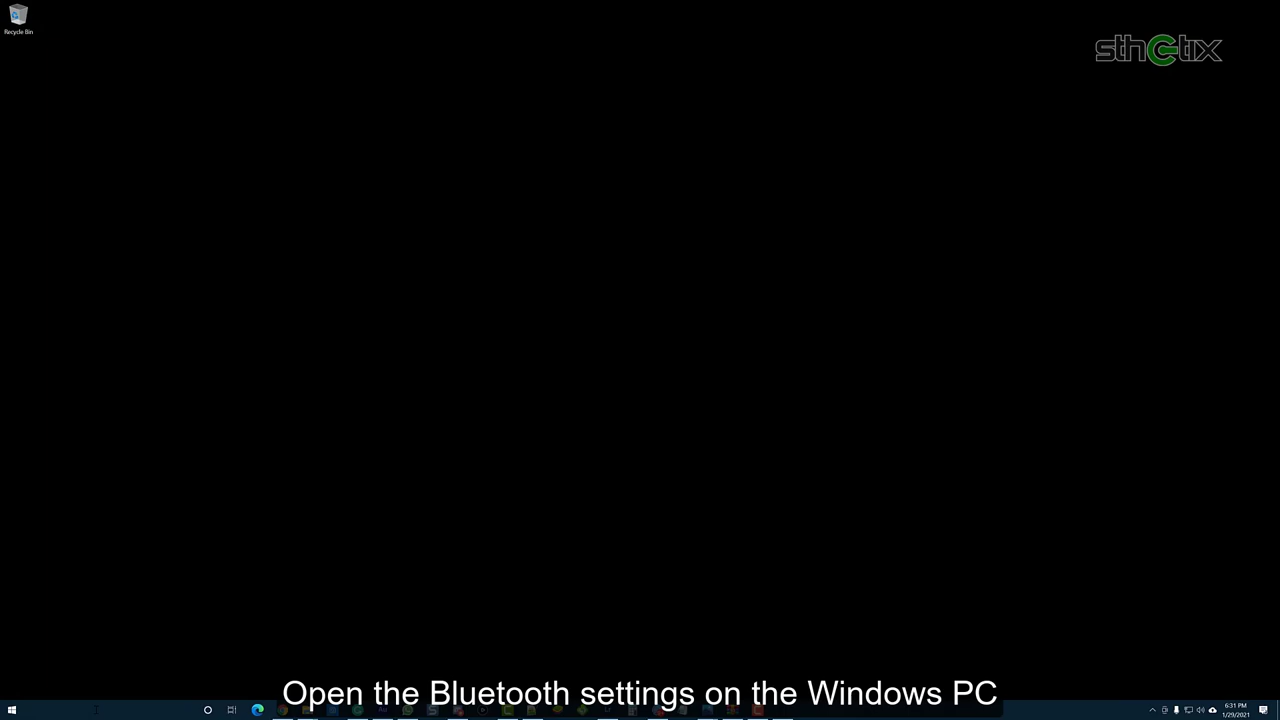 Recycle Bin
sthetix
Open the Bluetooth settings on the Windows PC
6:31 PM
1/29/2021